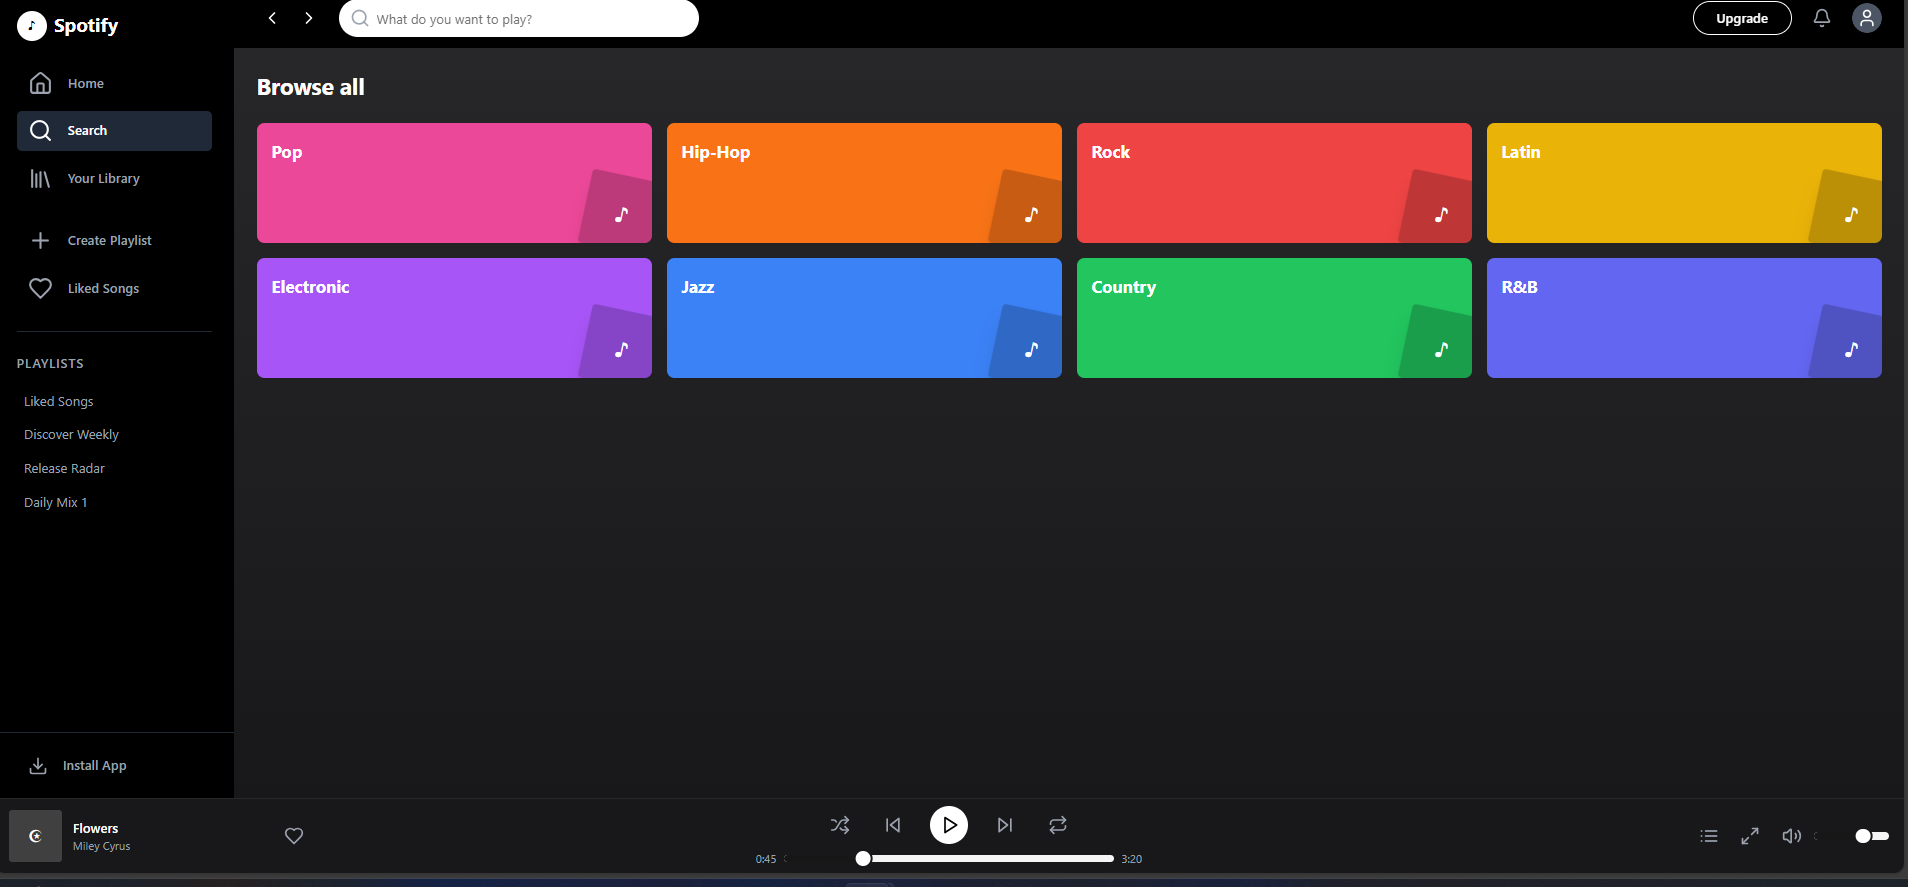 Spotify
What do you want to play?
Upgrade
Home
Search
Your Library
Create Playlist
Liked Songs
PLAYLISTS
Liked Songs
Discover Weekly
Release Radar
Daily Mix 1
Install App
Browse all
Pop
Hip-Hop
Rock
Latin
Electronic
Jazz
Country
R&B
Flowers
Miley Cyrus
0:45
3:20